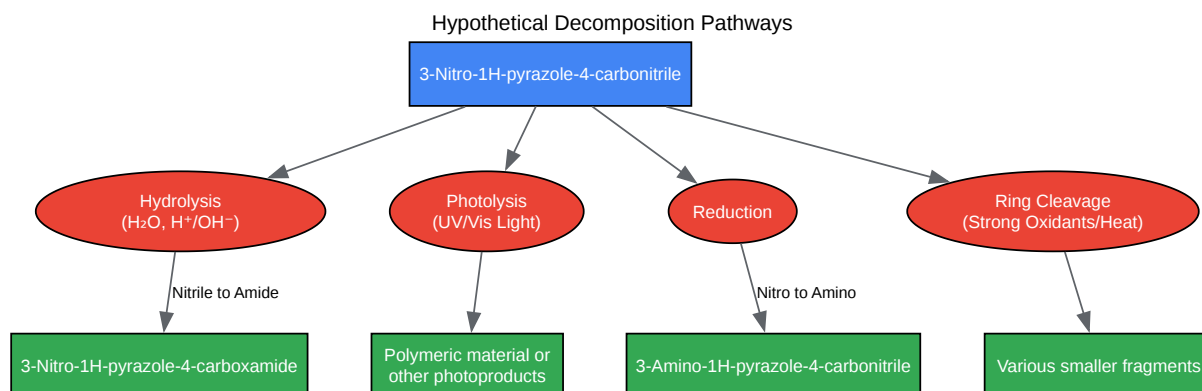 Hypothetical Decomposition Pathways
3-Nitro-1H-pyrazole-4-carbonitrile
Hydrolysis
(H₂O, H⁺/OH⁻)
Photolysis
(UV/Vis Light)
Reduction
Ring Cleavage
(Strong Oxidants/Heat)
Nitrile to Amide
Nitro to Amino
3-Nitro-1H-pyrazole-4-carboxamide
Polymeric material or
other photoproducts
3-Amino-1H-pyrazole-4-carbonitrile
Various smaller fragments